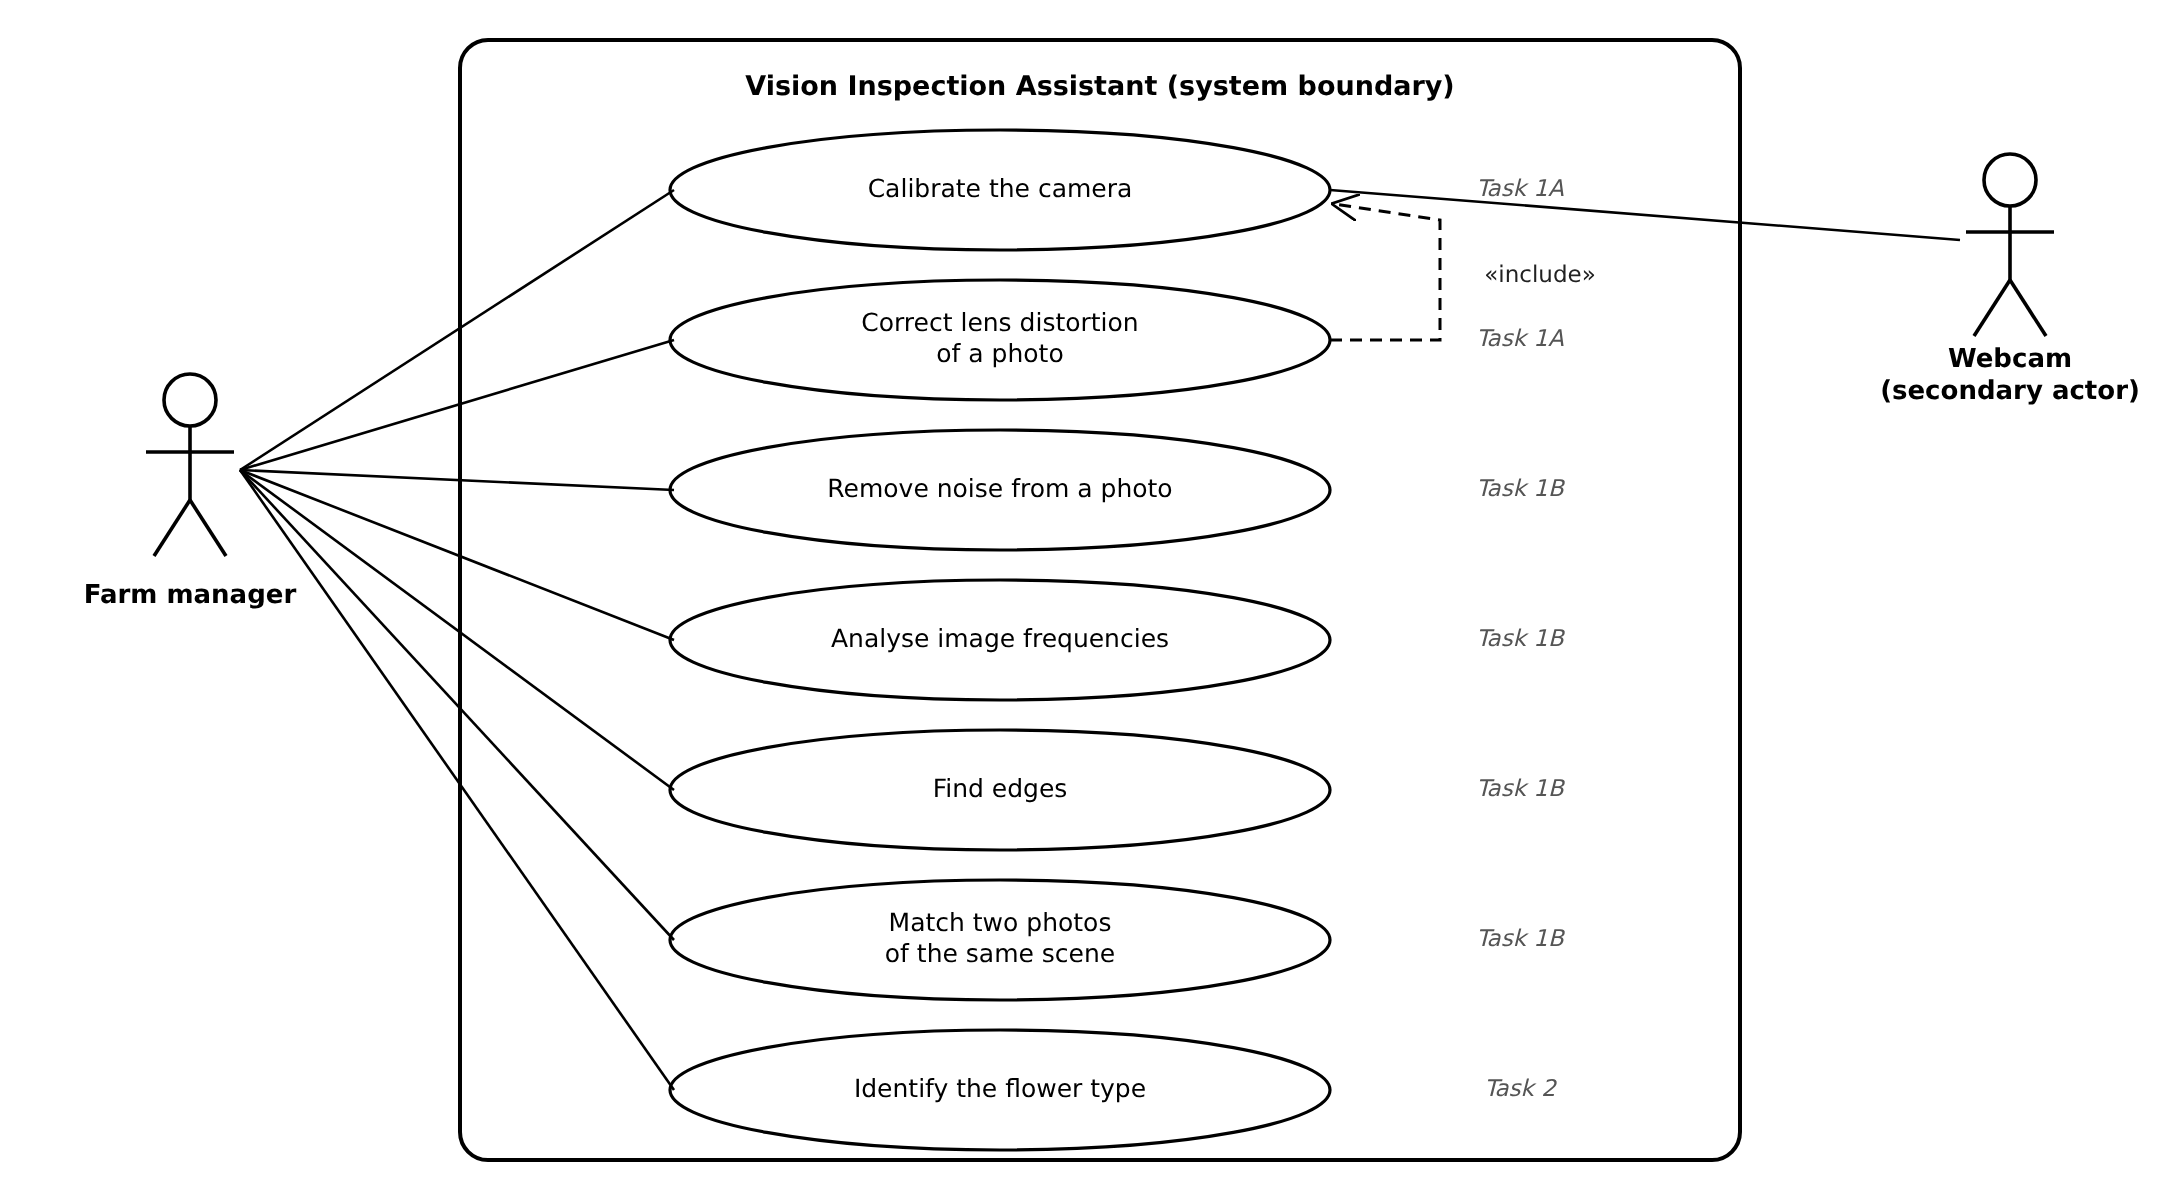 Vision Inspection Assistant (system boundary)
Calibrate the camera
Task 1A
«include»
Correct lens distortion
of a photo
Task 1A
Webcam
(secondary actor)
Remove noise from a photo
Task 1B
Farm manager
Analyse image frequencies
Task 1B
Find edges
Task 1B
Match two photos
of the same scene
Task 1B
Identify the flower type
Task 2